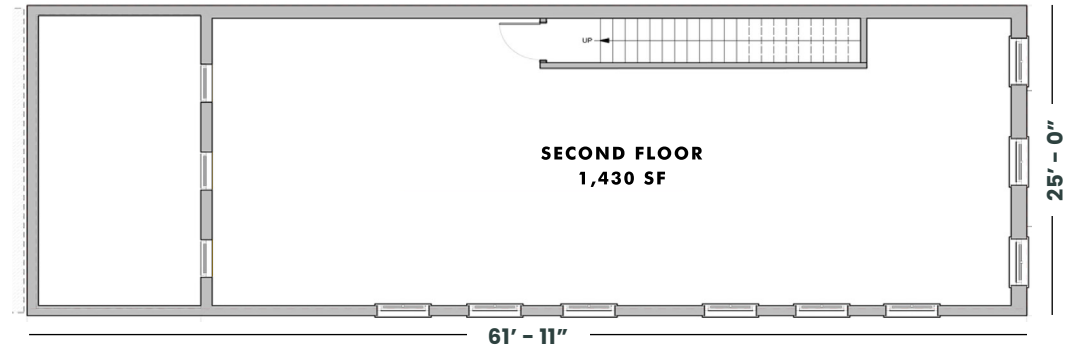 UP
SECOND FLOOR
1,430 SF
25' - 0"
61' - 11"